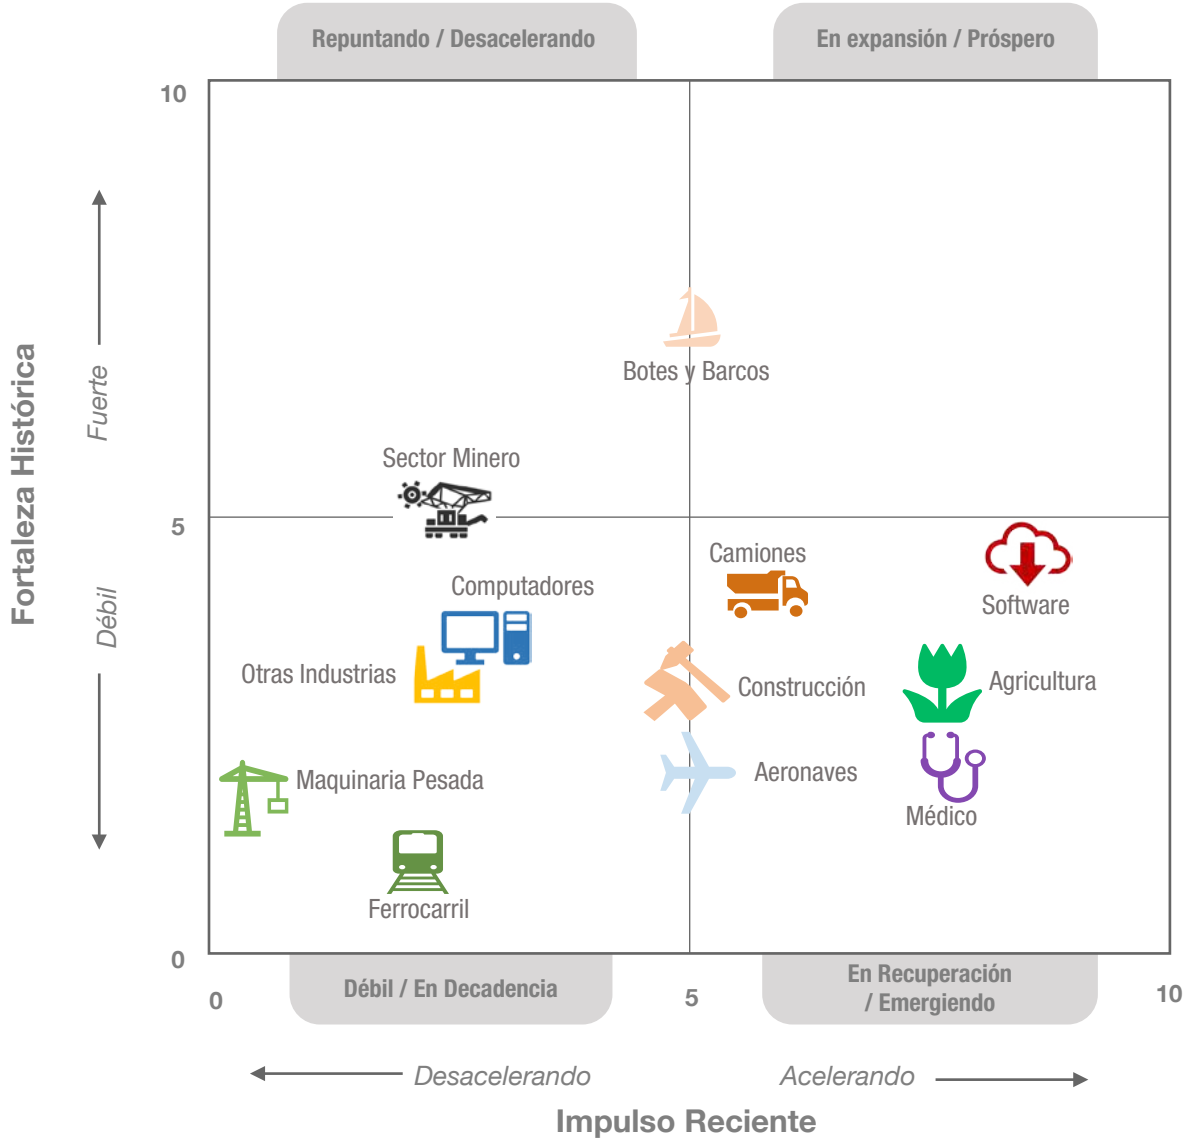 Repuntando / Desacelerando
En expansión / Próspero
10
Fortaleza Histórica
Fuerte
Débil
Botes y Barcos
Sector Minero
5
Camiones
Software
Computadores
Otras Industrias
Construcción
Agricultura
Maquinaria Pesada
Aeronaves
Médico
Ferrocarril
0
0
Débil / En Decadencia
5
En Recuperación
/ Emergiendo
10
Desacelerando
Acelerando
Impulso Reciente